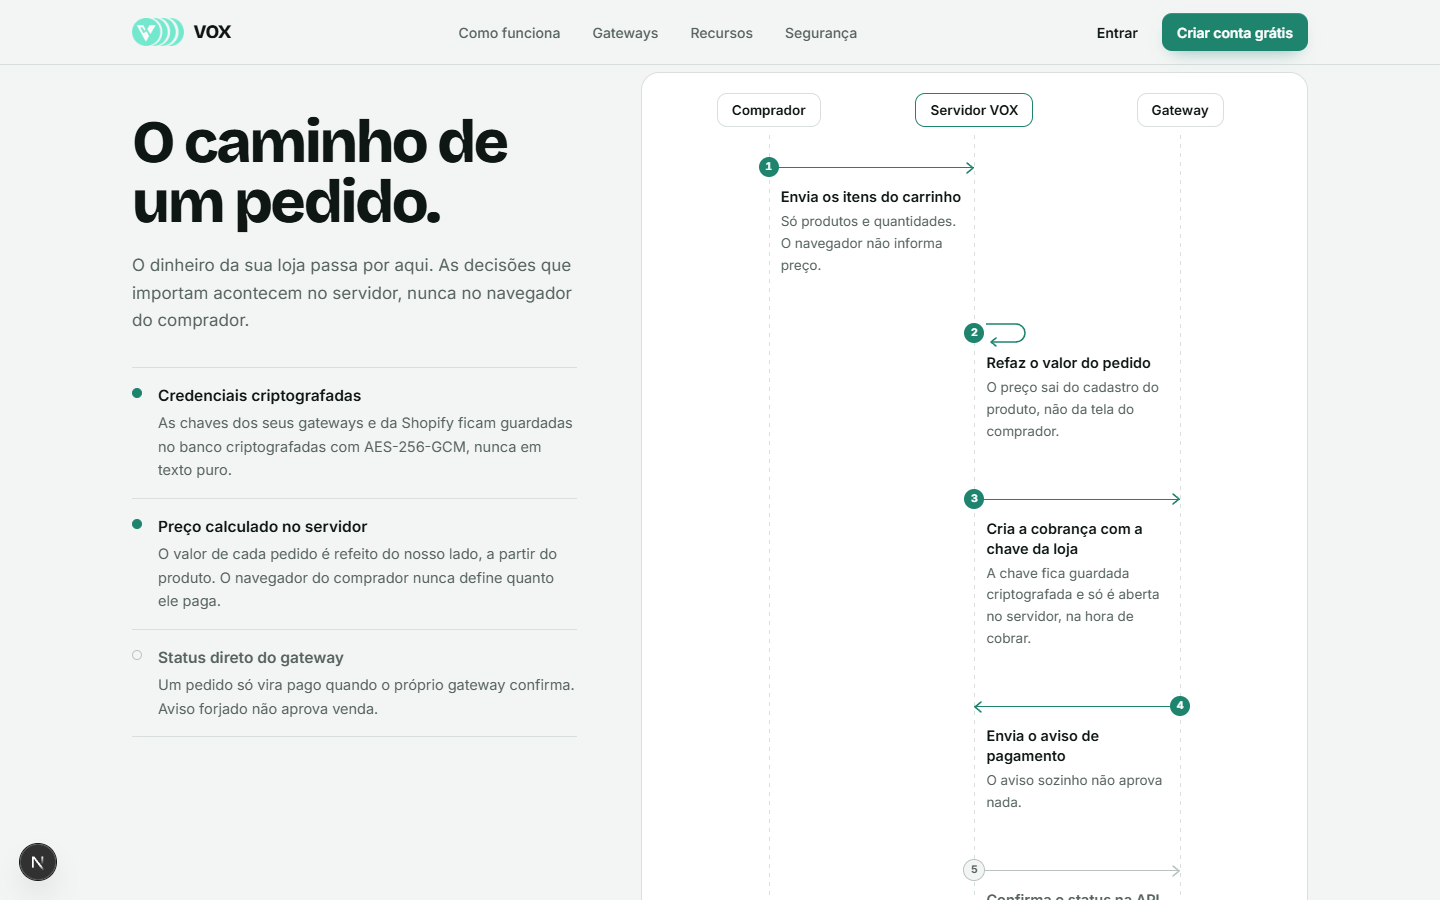 VOX
Como funciona
Gateways
Recursos
Segurança
Entrar
Criar conta grátis
O caminho de
um pedido.
O dinheiro da sua loja passa por aqui. As decisões que
importam acontecem no servidor, nunca no navegador
do comprador.
Credenciais criptografadas
As chaves dos seus gateways e da Shopify ficam guardadas
no banco criptografadas com AES-256-GCM, nunca em
texto puro.
Preço calculado no servidor
O valor de cada pedido é refeito do nosso lado, a partir do
produto. O navegador do comprador nunca define quanto
ele paga.
Status direto do gateway
Um pedido só vira pago quando o próprio gateway confirma.
Aviso forjado não aprova venda.
Comprador
Servidor VOX
Gateway
1
Envia os itens do carrinho
Só produtos e quantidades.
O navegador não informa
preço.
2
Refaz o valor do pedido
O preço sai do cadastro do
produto, não da tela do
comprador.
3
Cria a cobrança com a
chave da loja
A chave fica guardada
criptografada e só é aberta
no servidor, na hora de
cobrar.
4
Envia o aviso de
pagamento
O aviso sozinho não aprova
nada.
5
Confirma o status na API
N